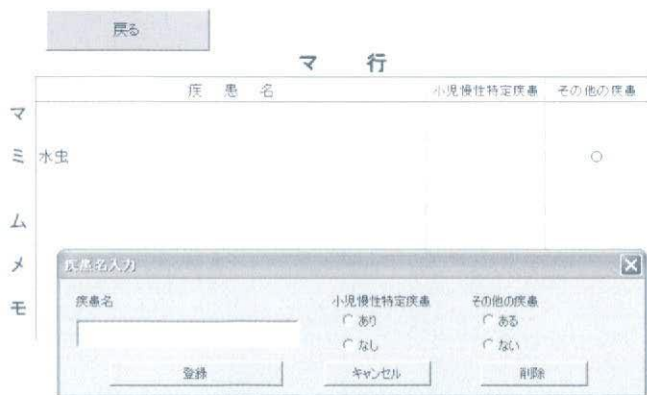 戻る
マ 行
疾 患 名 小児慢性特定疾患 その他の疾患
マ
ミ 水虫 ○
ム
メ
モ
疾患名入力
疾患名 小児慢性特定疾患 その他の疾患
あり ある
なし ない
登録 キャンセル 削除